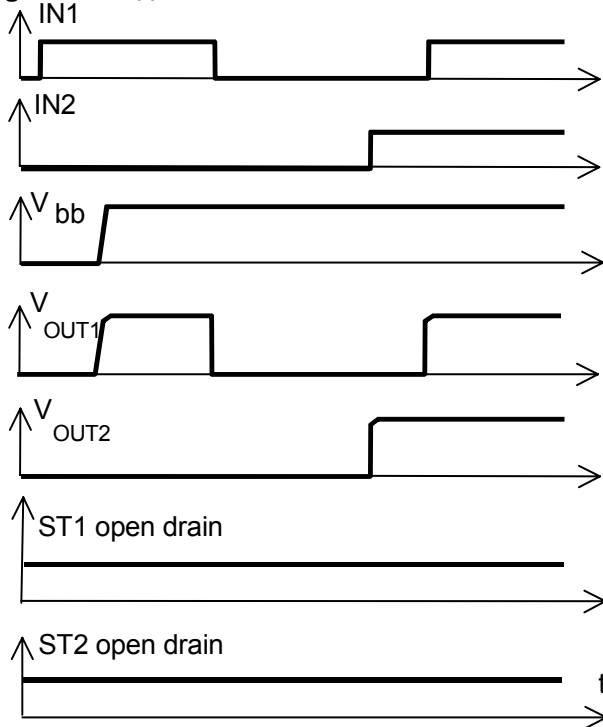 IN1
IN2
V bb
V OUT1
V OUT2
ST1 open drain
ST2 open drain
t